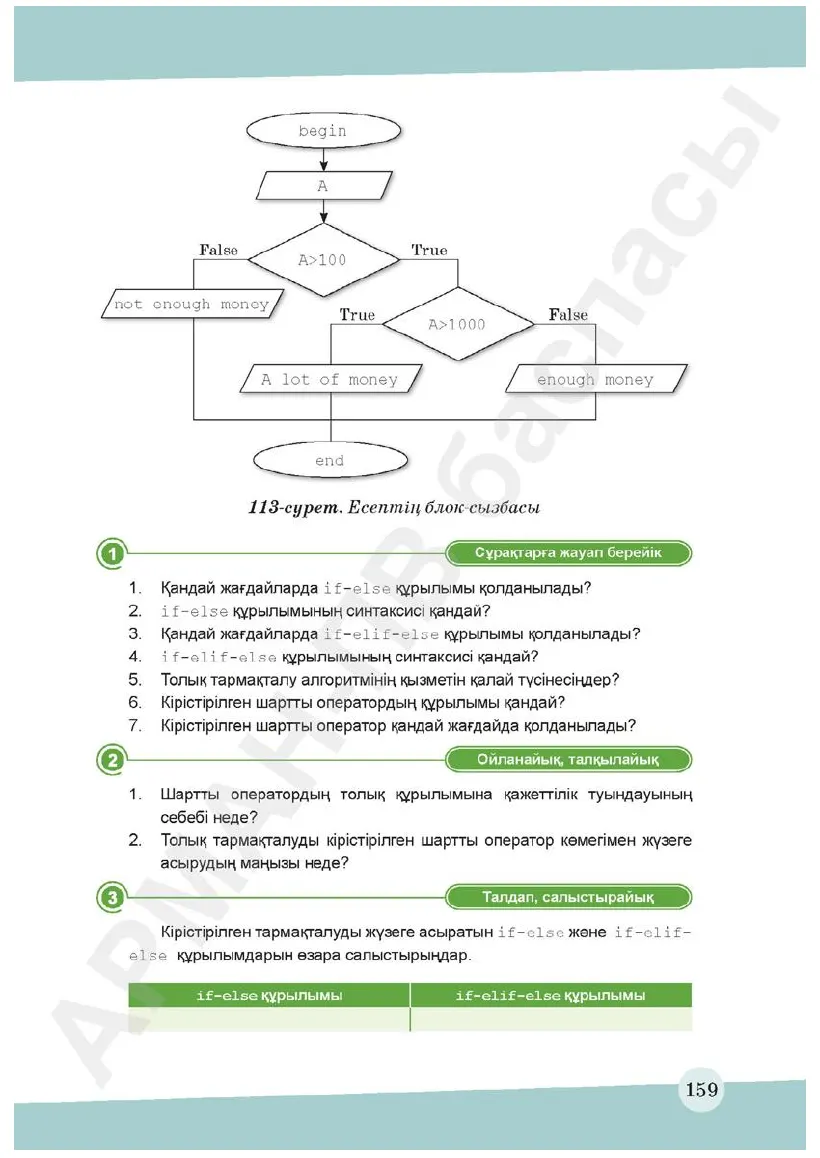 begin
A
False
True
A>100
not enough money
True
False
A>1000
A lot of money
enough money
end
113-сурет. Есептің блок-сызбасы
1
Сұрақтарға жауап берейік
1. Қандай жағдайларда if-else құрылымы қолданылады?
2. if-else құрылымының синтаксисі қандай?
3. Қандай жағдайларда if-elif-else құрылымы қолданылады?
4. if-elif-else құрылымының синтаксисі қандай?
5. Толық тармақталу алгоритмінің қызметін қалай түсінесіңдер?
6. Кірістірілген шартты оператордың құрылымы қандай?
7. Кірістірілген шартты оператор қандай жағдайда қолданылады?
2
Ойланайық, талқылайық
1. Шартты оператордың толық құрылымына қажеттілік туындауының
себебі неде?
2. Толық тармақталуды кірістірілген шартты оператор көмегімен жүзеге
асырудың маңызы неде?
3
Талдап, салыстырайық
Кірістірілген тармақталуды жүзеге асыратын if-else және if-elif-
else құрылымдарын өзара салыстырыңдар.
if-else құрылымы
if-elif-else құрылымы
159
АРМАН-ПВ баспасы